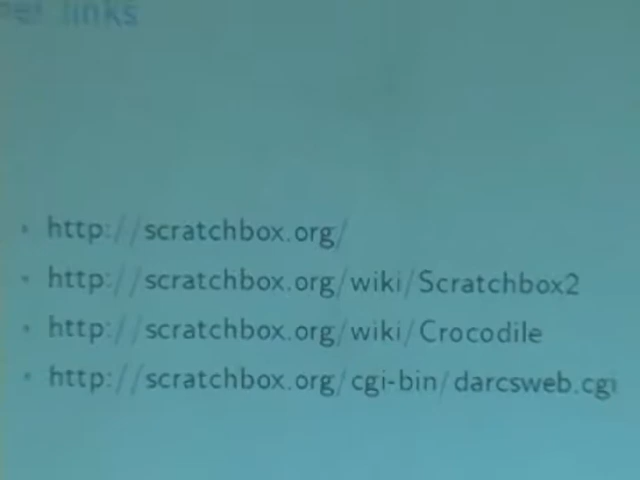 links
http://scratchbox.org/
http://scratchbox.org/wiki/Scratchbox2
http://scratchbox.org/wiki/Crocodile
http://scratchbox.org/cgi-bin/darcsweb.cgi